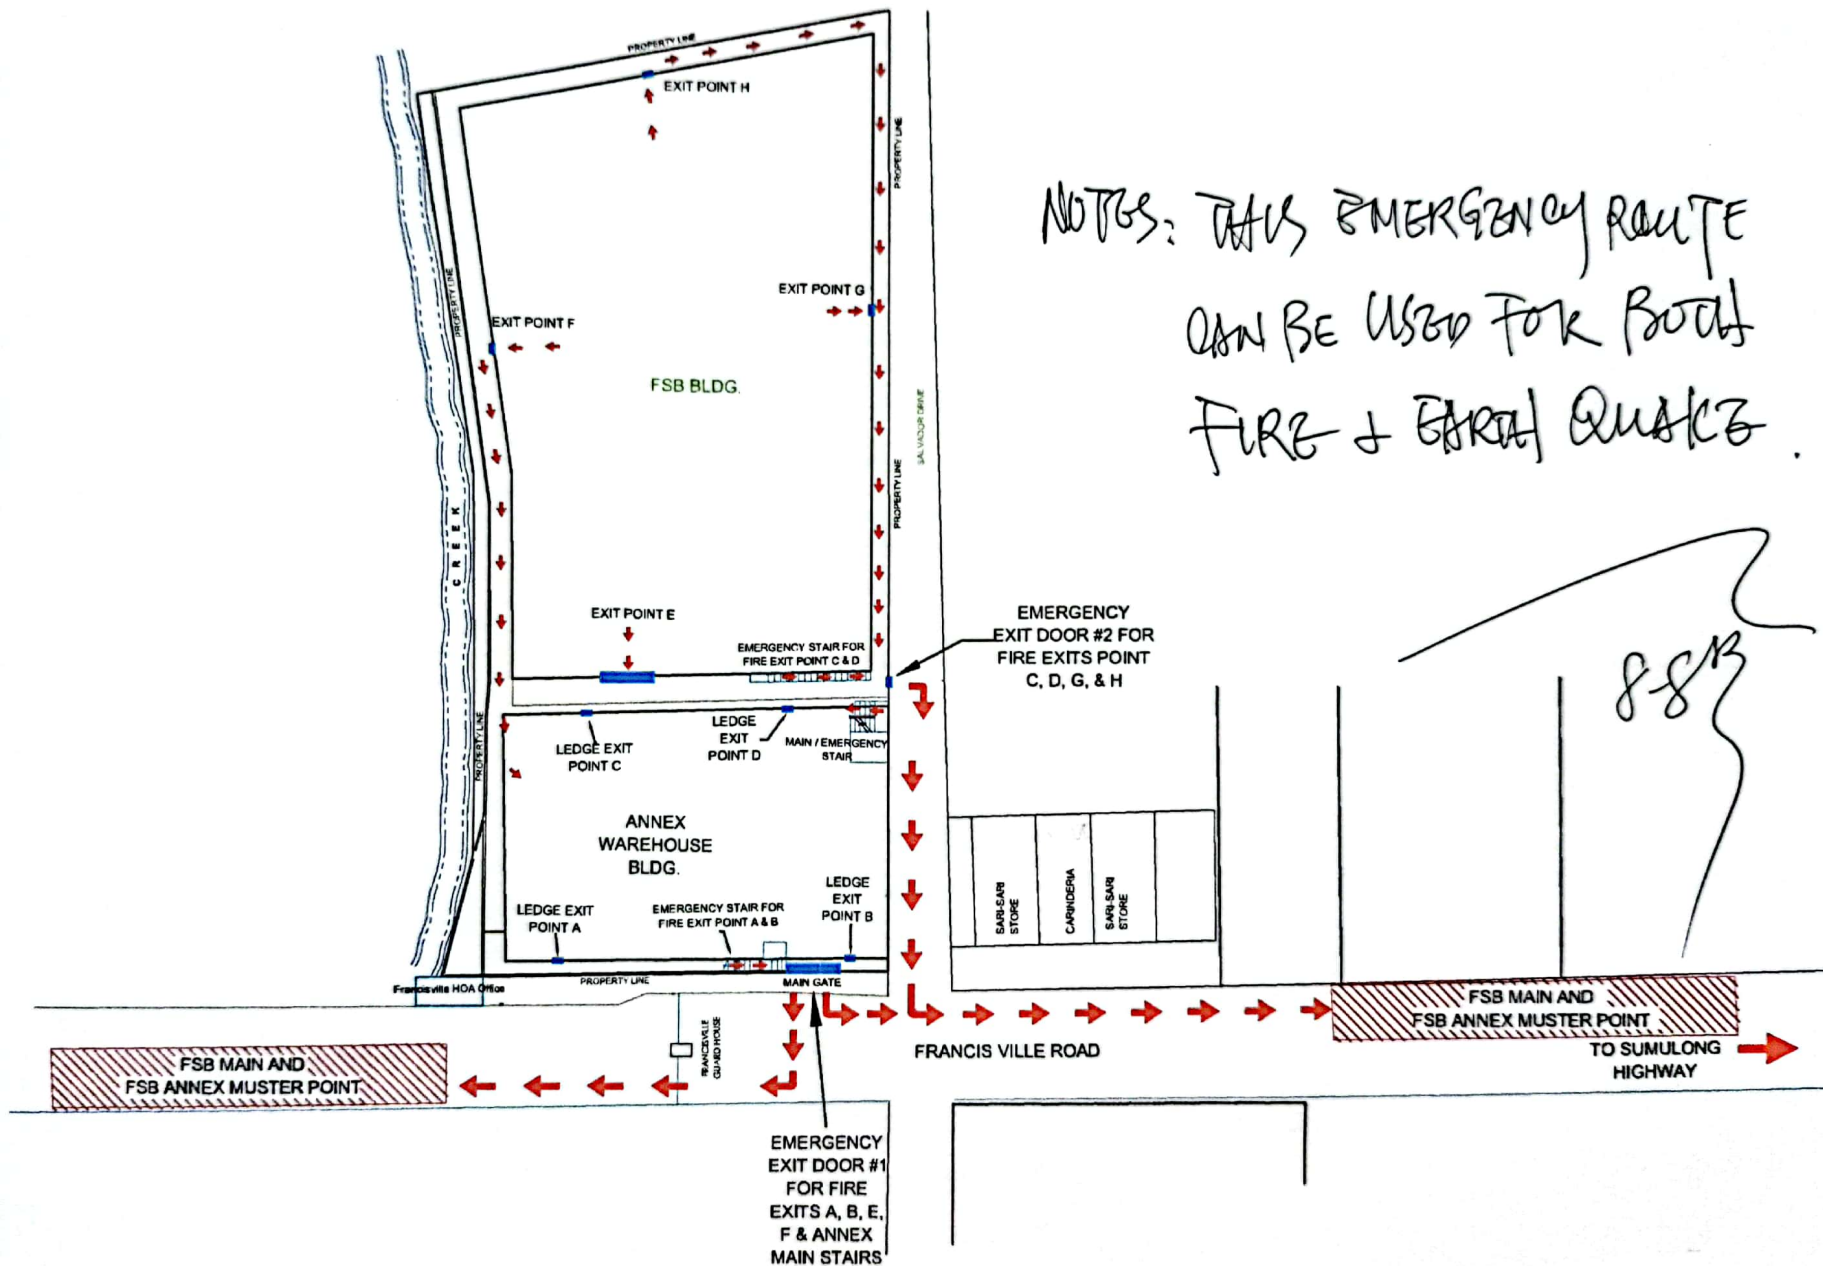 PROPERTY LINE
EXIT POINT H
PROPERTY LINE
NOTES: THIS EMERGENCY ROUTE
CAN BE USED FOR BOTH
FIRE & EARTH QUAKE.
EXIT POINT G
PROPERTY LINE
EXIT POINT F
FSB BLDG.
SALVADOR DRIVE
PROPERTY LINE
CREEK
EXIT POINT E
EMERGENCY STAIR FOR
FIRE EXIT POINT C & D
EMERGENCY
EXIT DOOR #2 FOR
FIRE EXITS POINT
C, D, G, & H
PROPERTY LINE
LEDGE EXIT
POINT C
LEDGE
EXIT
POINT D
MAIN / EMERGENCY
STAIR
ANNEX
WAREHOUSE
BLDG.
LEDGE EXIT
POINT A
EMERGENCY STAIR FOR
FIRE EXIT POINT A & B
LEDGE
EXIT
POINT B
SARI-SARI
STORE
CARINDERIA
SARI-SARI
STORE
Francisville HOA Office
PROPERTY LINE
MAIN GATE
FRANCISVILLE
GUARD HOUSE
FRANCIS VILLE ROAD
FSB MAIN AND
FSB ANNEX MUSTER POINT
TO SUMULONG
HIGHWAY
FSB MAIN AND
FSB ANNEX MUSTER POINT
EMERGENCY
EXIT DOOR #1
FOR FIRE
EXITS A, B, E,
F & ANNEX
MAIN STAIRS